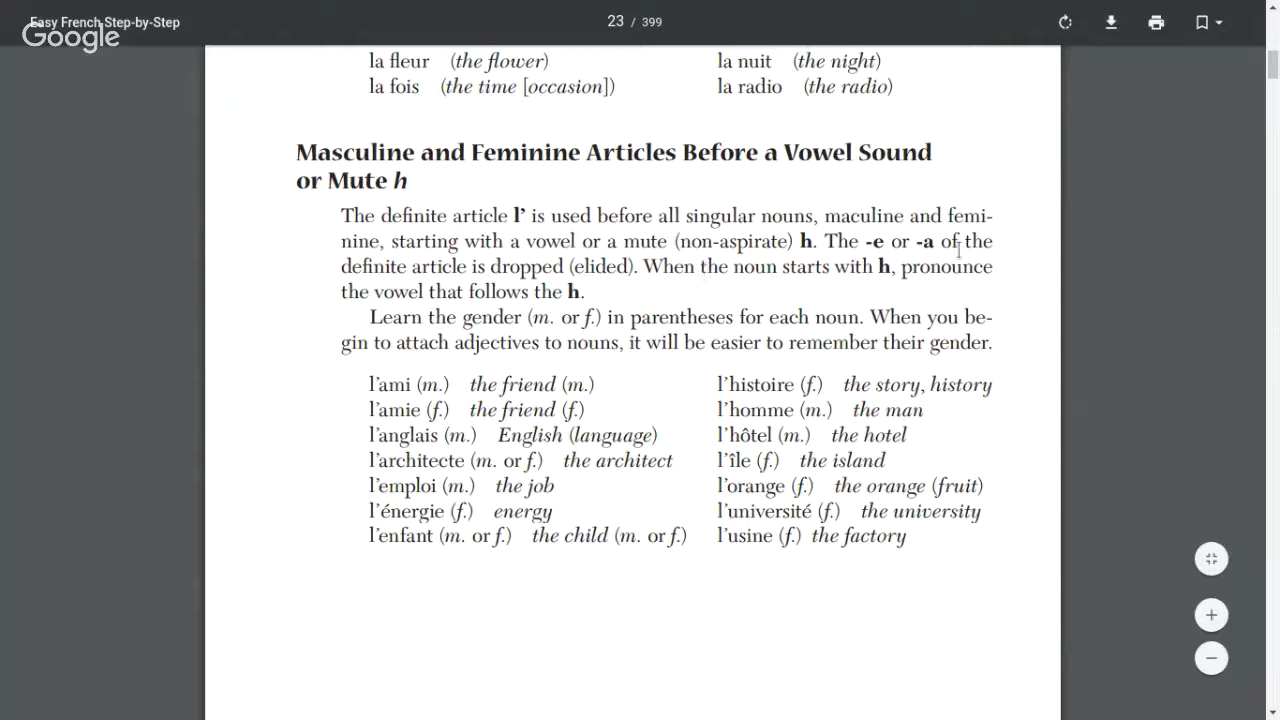 Easy French Step-by-Step
Google
23 / 399
la fleur (the flower)
la fois (the time [occasion])
la nuit (the night)
la radio (the radio)
Masculine and Feminine Articles Before a Vowel Sound
or Mute h
The definite article l’ is used before all singular nouns, maculine and femi-
nine, starting with a vowel or a mute (non-aspirate) h. The -e or -a of the
definite article is dropped (elided). When the noun starts with h, pronounce
the vowel that follows the h.
Learn the gender (m. or f.) in parentheses for each noun. When you be-
gin to attach adjectives to nouns, it will be easier to remember their gender.
l’ami (m.) the friend (m.)
l’amie (f.) the friend (f.)
l’anglais (m.) English (language)
l’architecte (m. or f.) the architect
l’emploi (m.) the job
l’énergie (f.) energy
l’enfant (m. or f.) the child (m. or f.)
l’histoire (f.) the story, history
l’homme (m.) the man
l’hôtel (m.) the hotel
l’île (f.) the island
l’orange (f.) the orange (fruit)
l’université (f.) the university
l’usine (f.) the factory